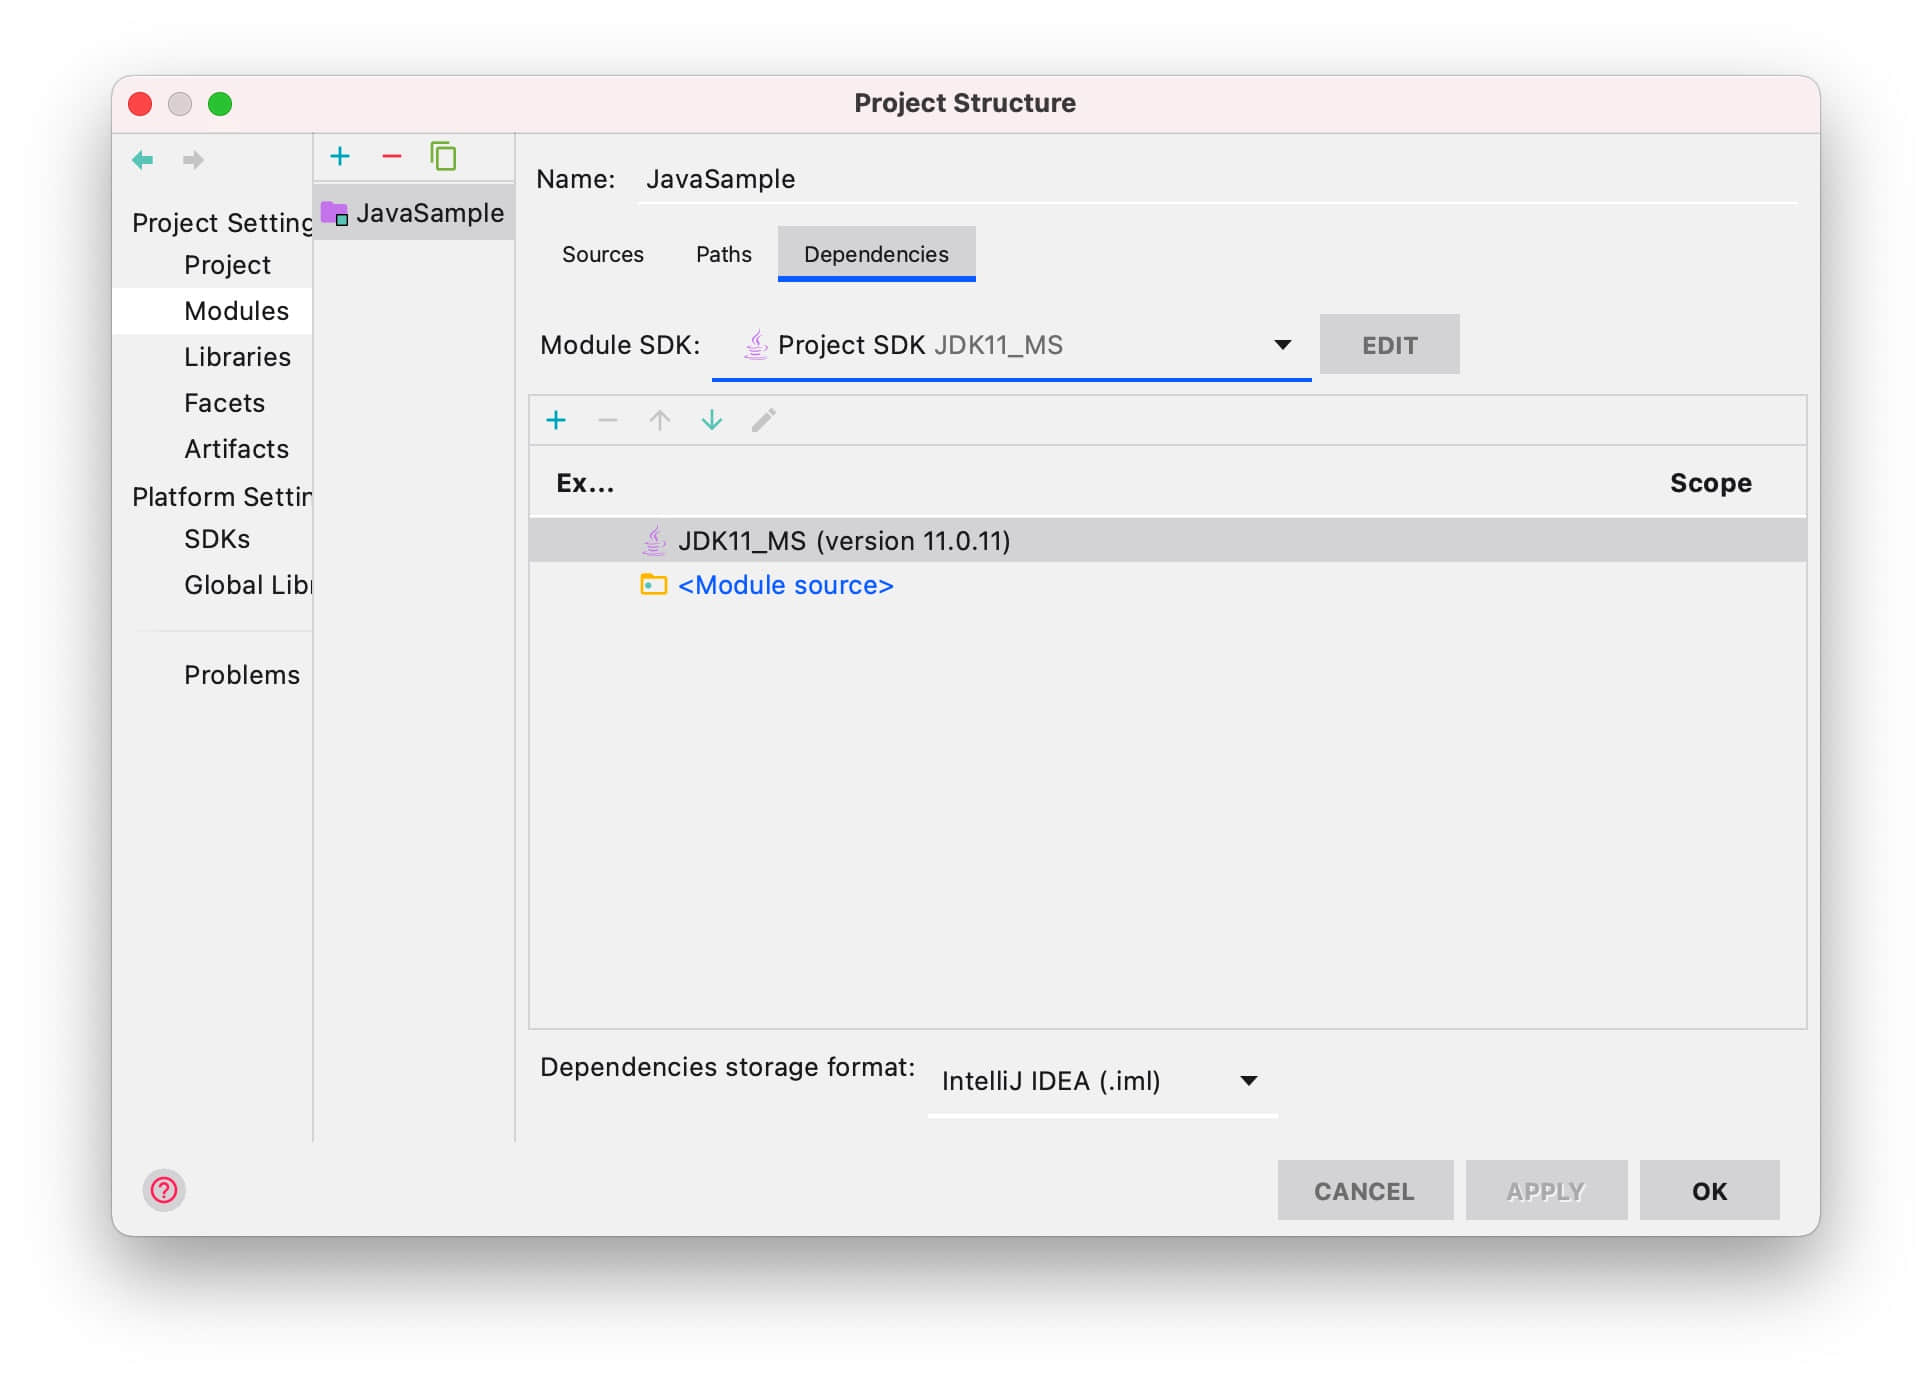 Project Structure
Project Setting
Project
Modules
Libraries
Facets
Artifacts
Platform Settin
SDKs
Global Lib
Problems
JavaSample
Name: JavaSample
Sources Paths Dependencies
Module SDK: Project SDK JDK11_MS EDIT
Ex... Scope
JDK11_MS (version 11.0.11)
<Module source>
Dependencies storage format: IntelliJ IDEA (.iml)
?
CANCEL APPLY OK